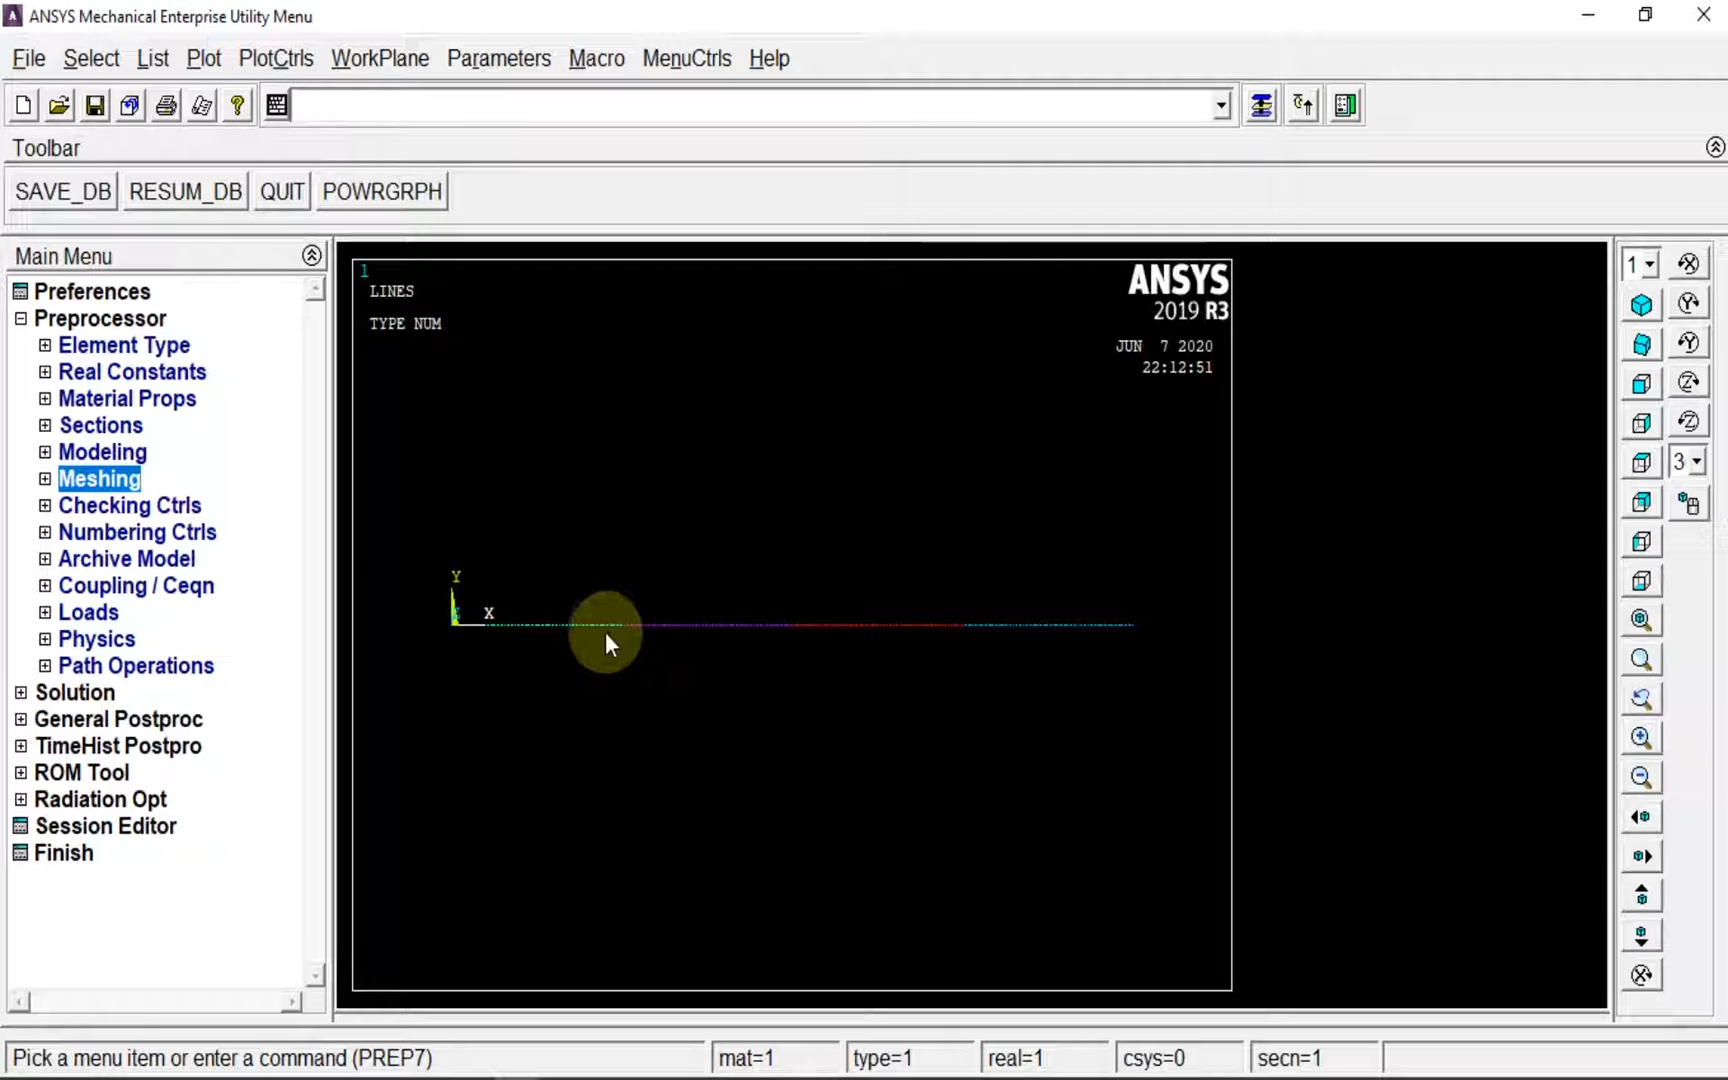 ANSYS Mechanical Enterprise Utility Menu
File Select List Plot PlotCtrls WorkPlane Parameters Macro MenuCtrls Help
Toolbar
SAVE_DB RESUM_DB QUIT POWRGRPH
Main Menu
Preferences
Preprocessor
Element Type
Real Constants
Material Props
Sections
Modeling
Meshing
Checking Ctrls
Numbering Ctrls
Archive Model
Coupling / Ceqn
Loads
Physics
Path Operations
Solution
General Postproc
TimeHist Postpro
ROM Tool
Radiation Opt
Session Editor
Finish
1
LINES
TYPE NUM
ANSYS
2019 R3
JUN 7 2020
22:12:51
Y
X
1
3
Pick a menu item or enter a command (PREP7)
mat=1
type=1
real=1
csys=0
secn=1